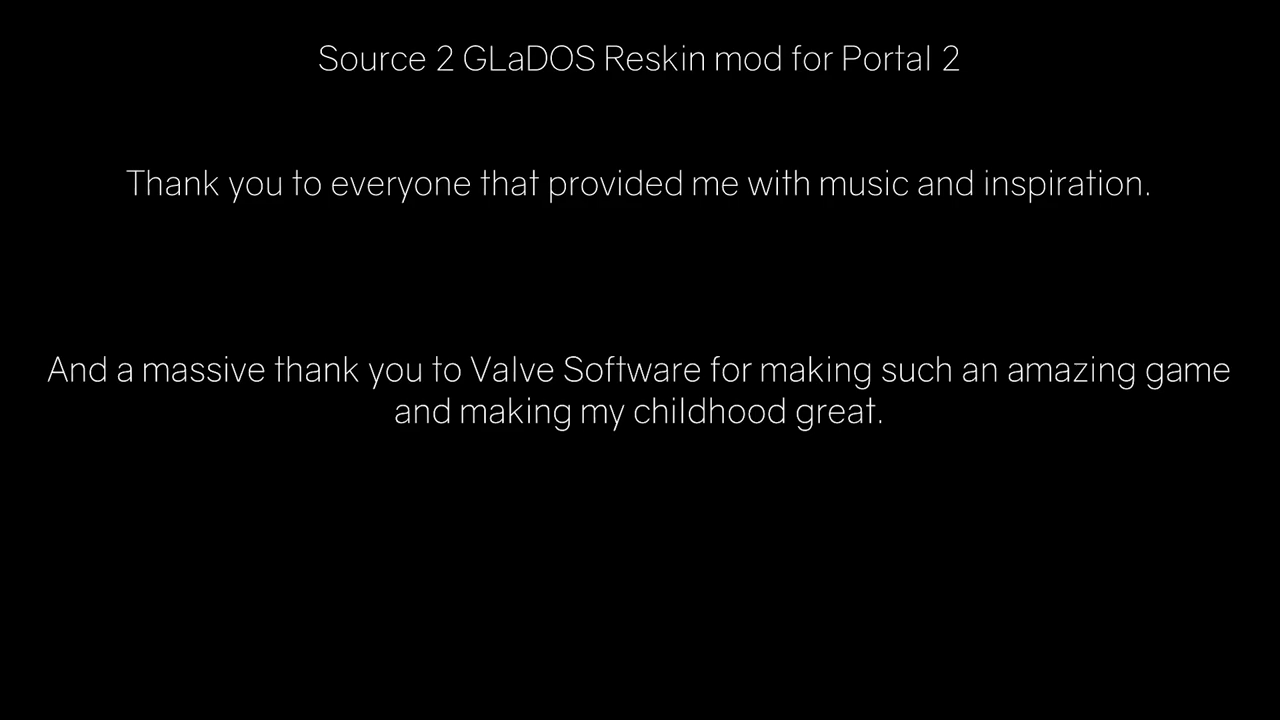 Source 2 GLaDOS Reskin mod for Portal 2
Thank you to everyone that provided me with music and inspiration.
And a massive thank you to Valve Software for making such an amazing game
and making my childhood great.